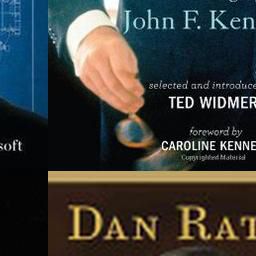 John F. Ken
selected and introduce
TED WIDMER
foreword by
CAROLINE KENNE
Copyrighted Material
soft
DAN RAT